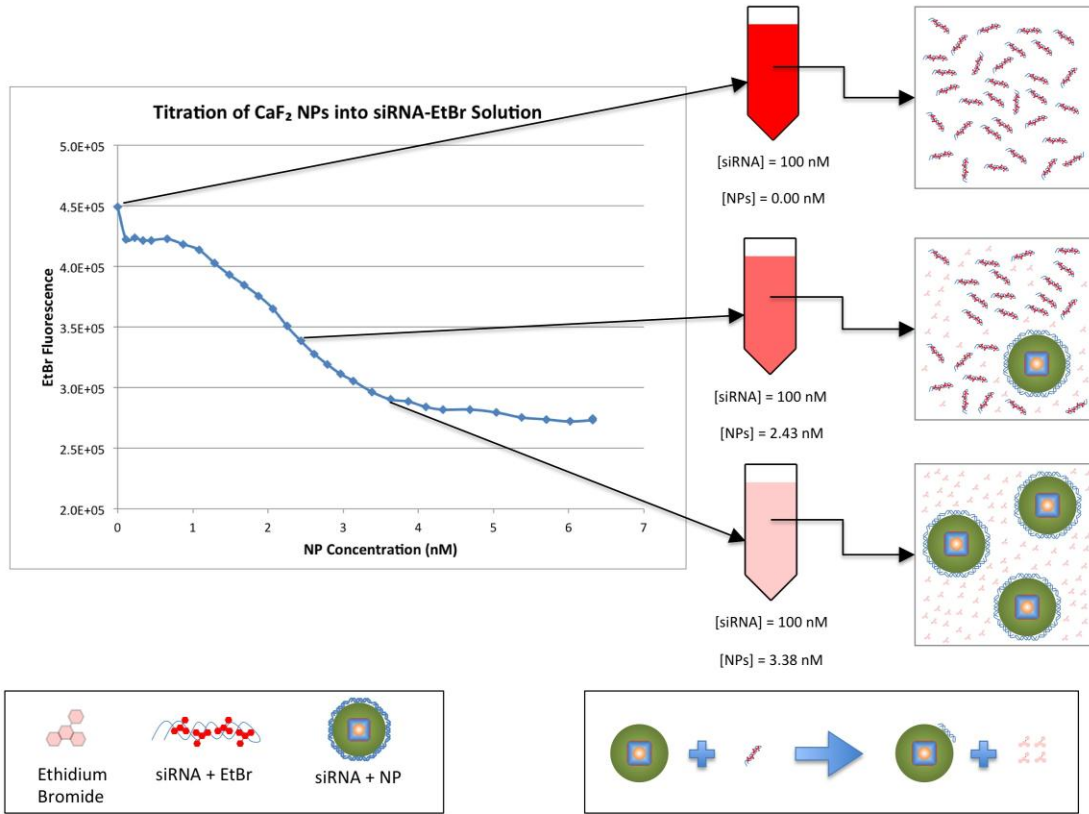 Titration of CaF₂ NPs into siRNA-EtBr Solution
EtBr Fluorescence
5.0E+05
4.5E+05
4.0E+05
3.5E+05
3.0E+05
2.5E+05
2.0E+05
0 1 2 3 4 5 6 7
NP Concentration (nM)
[siRNA] = 100 nM
[NPs] = 0.00 nM
[siRNA] = 100 nM
[NPs] = 2.43 nM
[siRNA] = 100 nM
[NPs] = 3.38 nM
Ethidium
Bromide
siRNA + EtBr
siRNA + NP